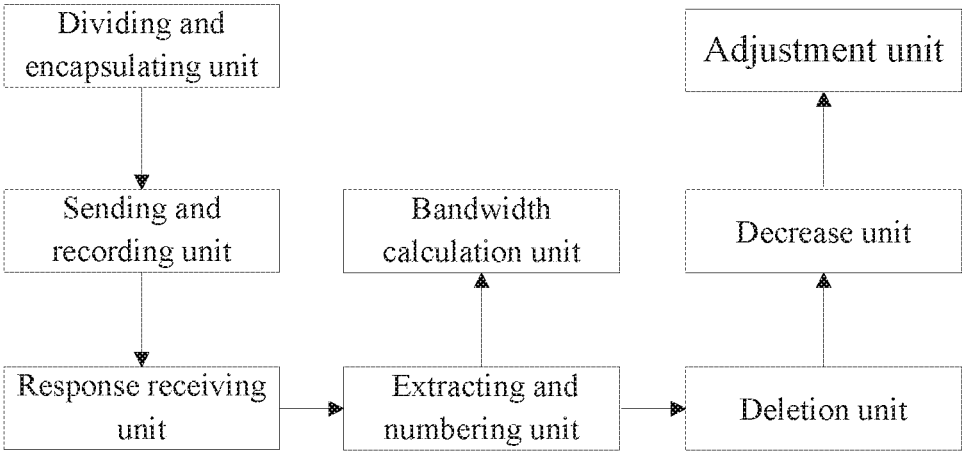 Dividing and
encapsulating unit
Adjustment unit
Sending and
recording unit
Bandwidth
calculation unit
Decrease unit
Response receiving
unit
Extracting and
numbering unit
Deletion unit